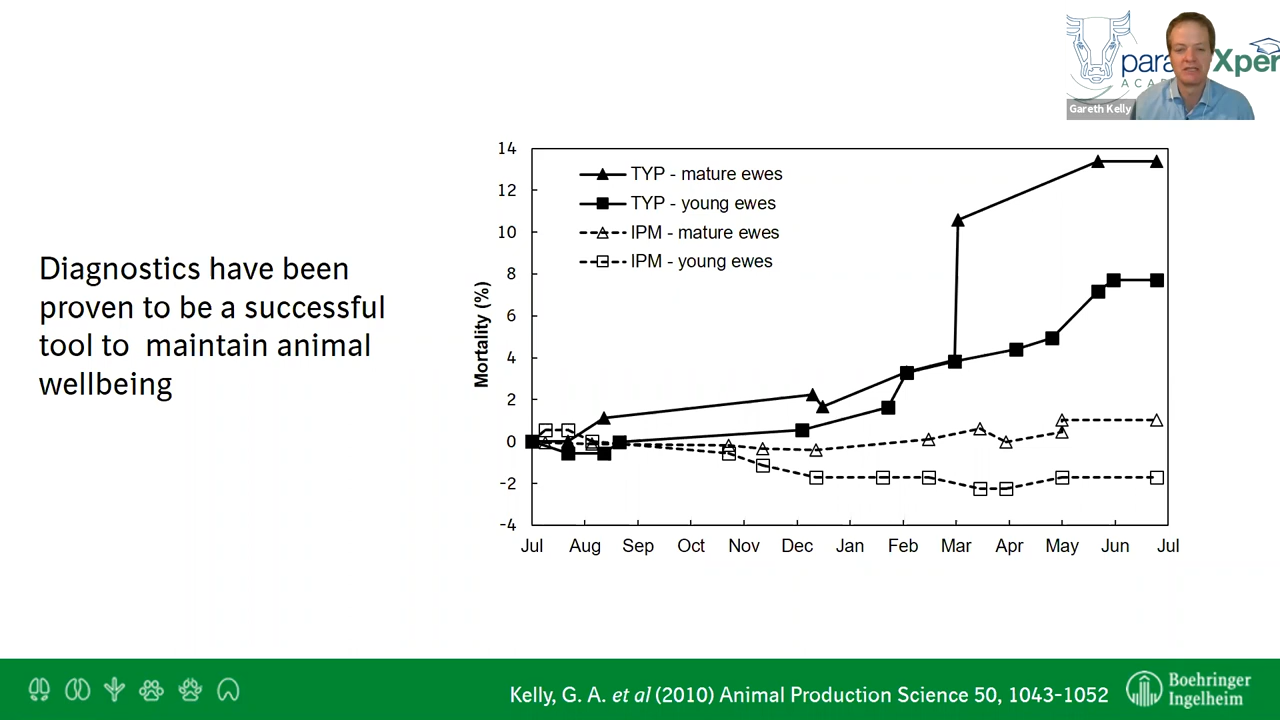 para Xper
ACA
Gareth Kelly
Diagnostics have been
proven to be a successful
tool to  maintain animal
wellbeing
TYP - mature ewes
TYP - young ewes
IPM - mature ewes
IPM - young ewes
Mortality (%)
14
12
10
8
6
4
2
0
-2
-4
Jul Aug Sep Oct Nov Dec Jan Feb Mar Apr May Jun Jul
Kelly, G. A. et al (2010) Animal Production Science 50, 1043-1052
Boehringer
Ingelheim